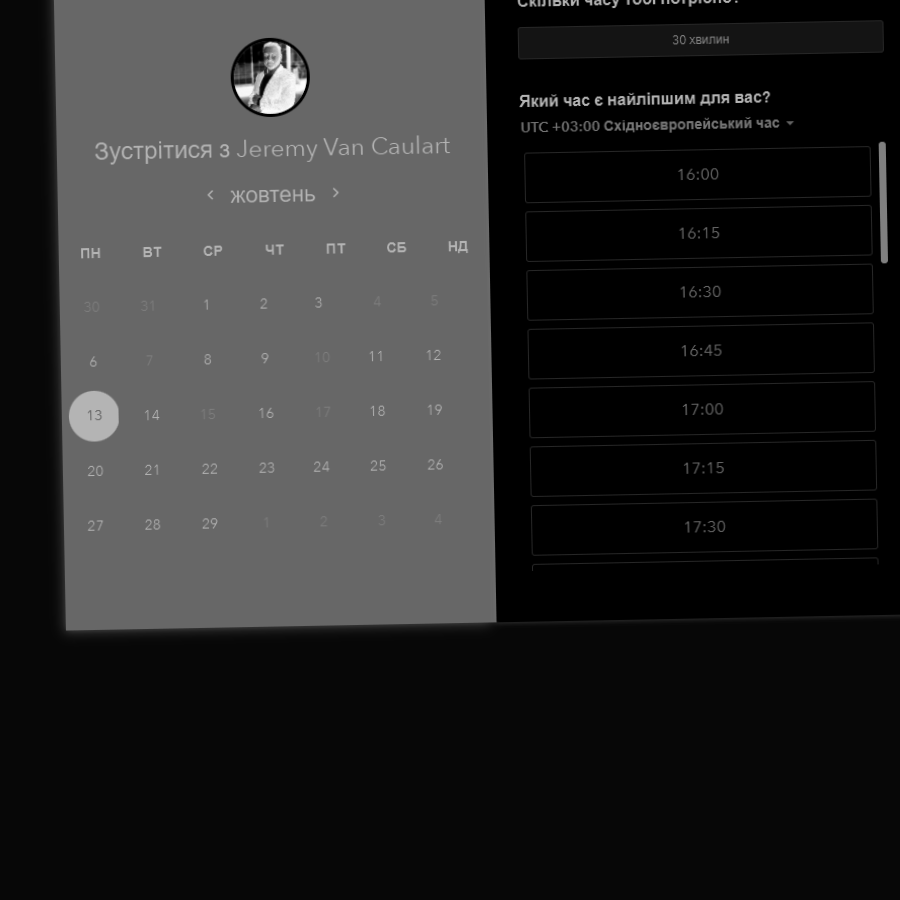 Зустрітися з Jeremy Van Caulart
жовтень
ПН ВТ СР ЧТ ПТ СБ НД
30 31 1 2 3 4 5
6 7 8 9 10 11 12
13 14 15 16 17 18 19
20 21 22 23 24 25 26
27 28 29 1 2 3 4
Скільки часу тобі потрібно?
30 хвилин
Який час є найліпшим для вас?
UTC +03:00 Східноєвропейський час
16:00
16:15
16:30
16:45
17:00
17:15
17:30